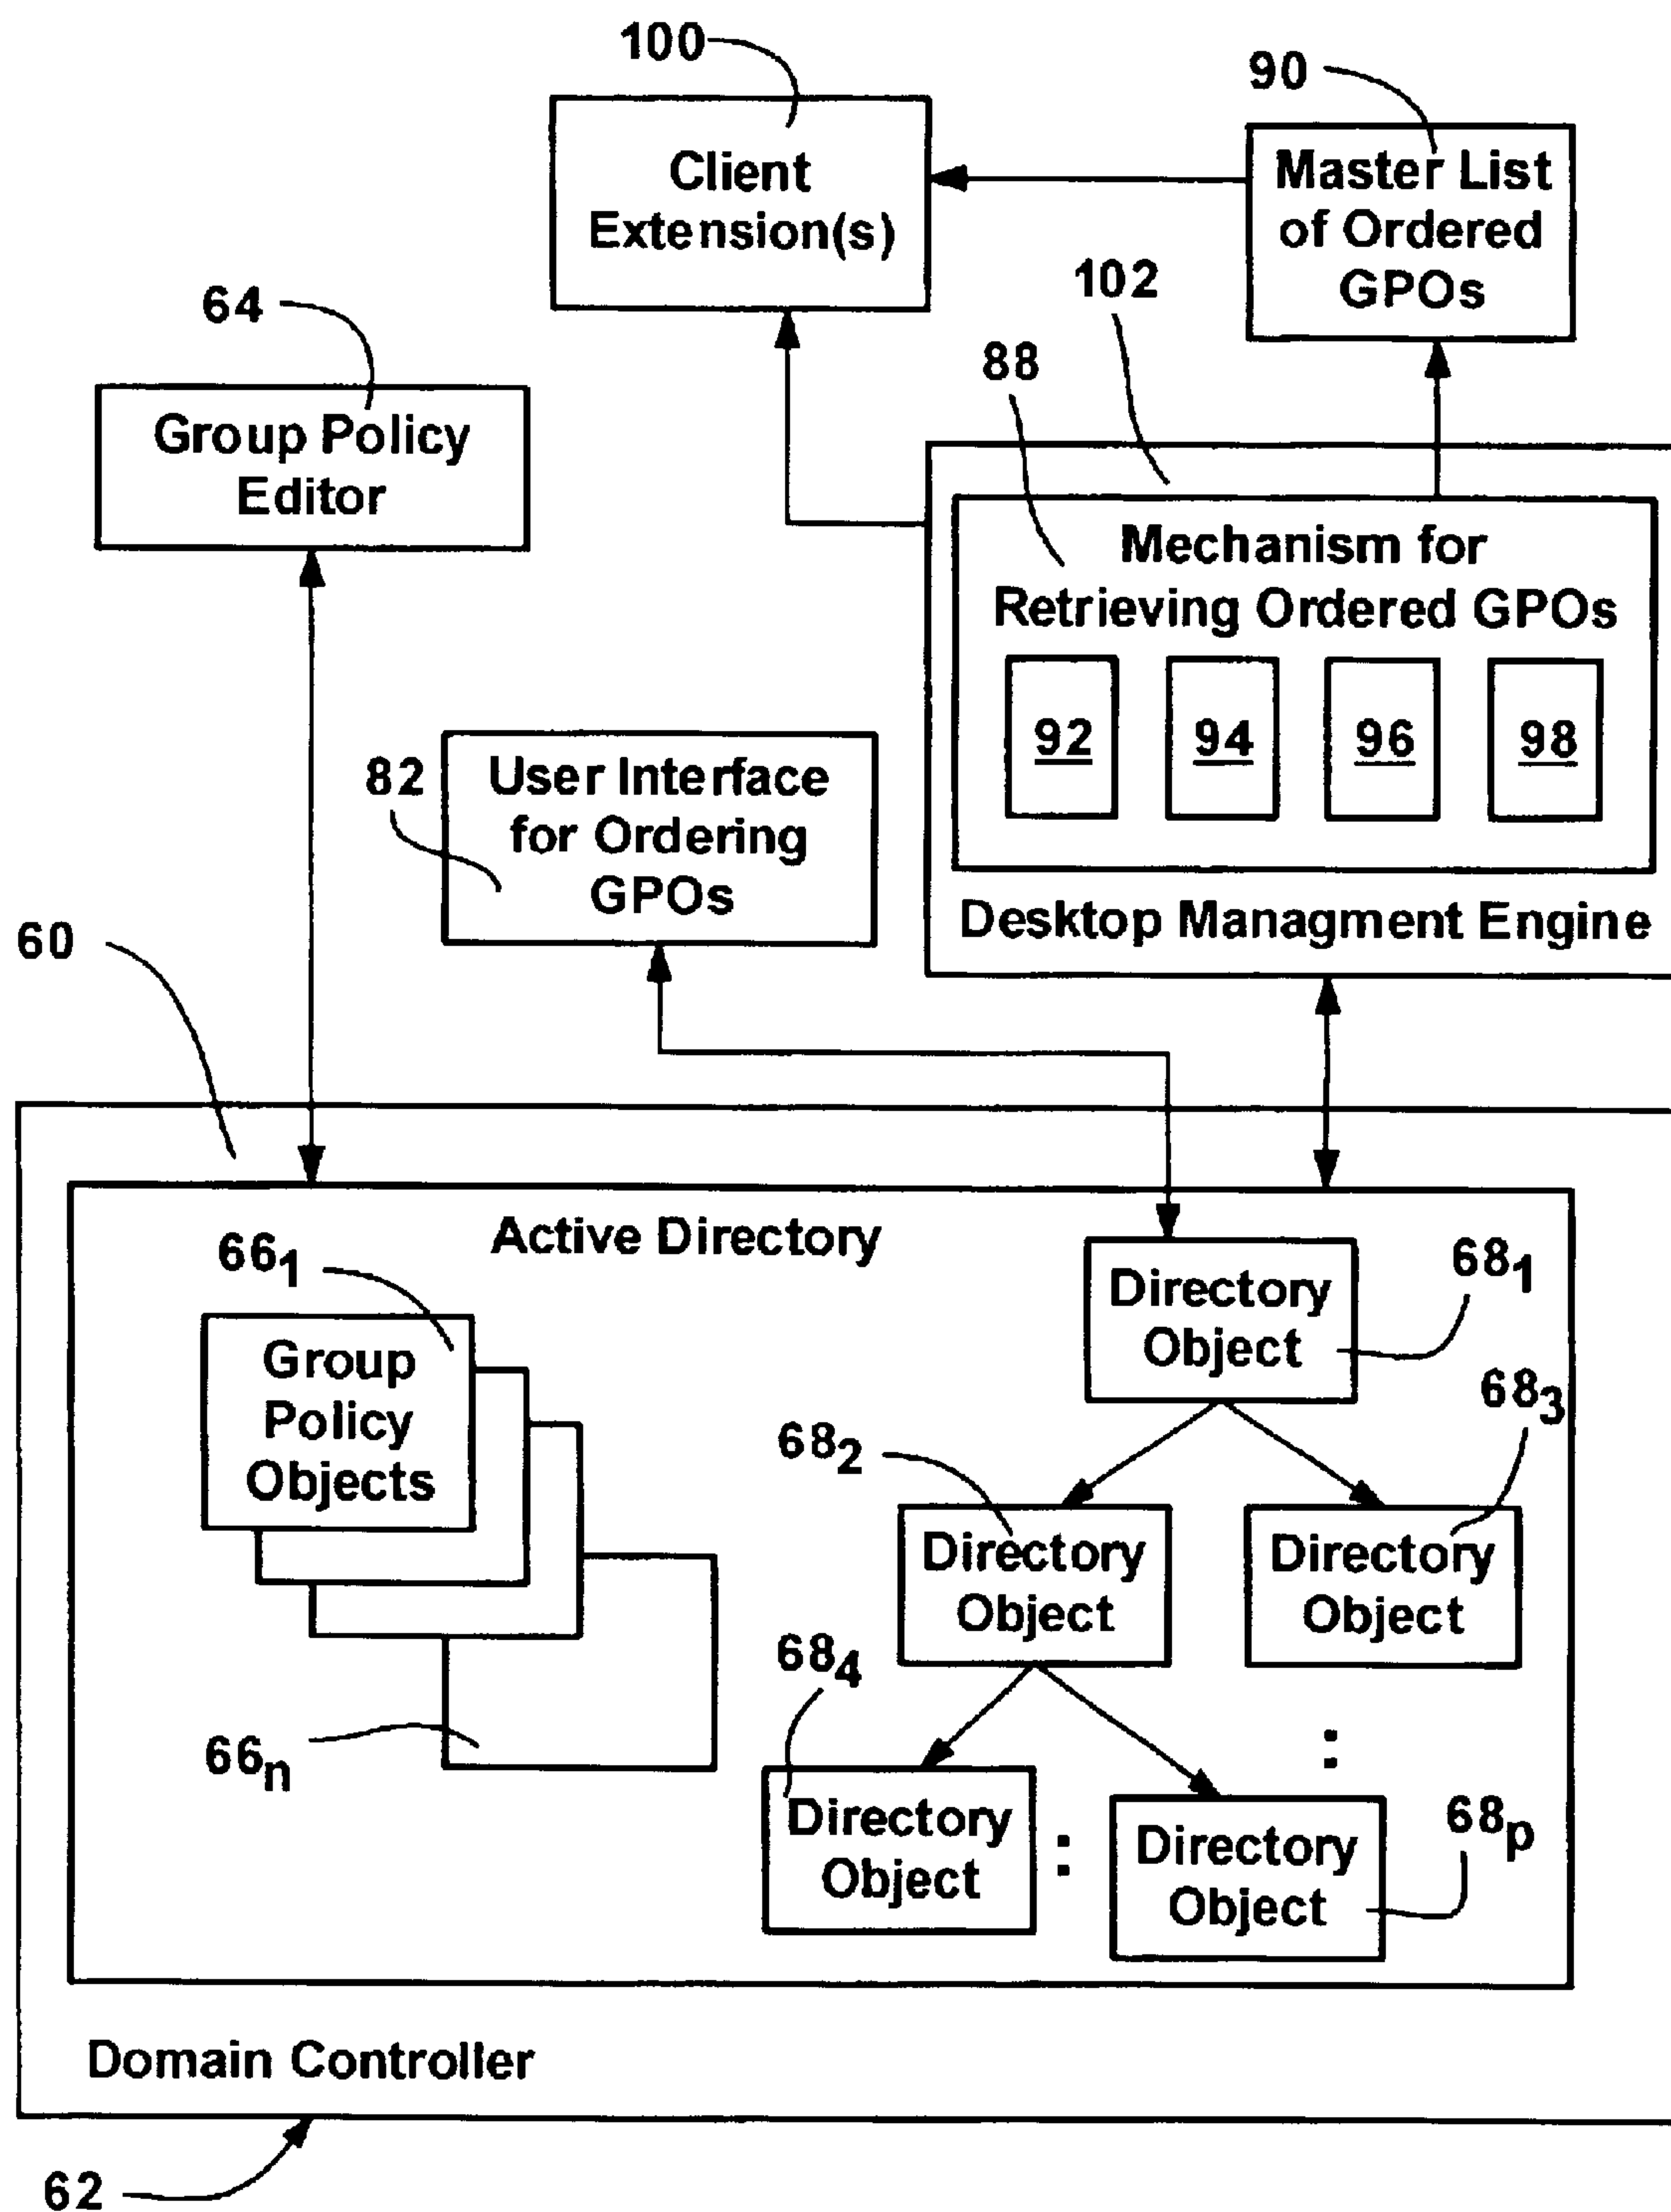 100
90
Client
Extension(s)
Master List
of Ordered
GPOs
102
64
88
Group Policy
Editor
Mechanism for
Retrieving Ordered GPOs
92 94 96 98
82
User Interface
for Ordering
GPOs
Desktop Managment Engine
60
Active Directory
66₁
Group
Policy
Objects
66ₙ
Directory
Object
68₁
68₂
68₃
Directory
Object
Directory
Object
68₄
:
Directory
Object
:
Directory
Object
68ₚ
Domain Controller
62